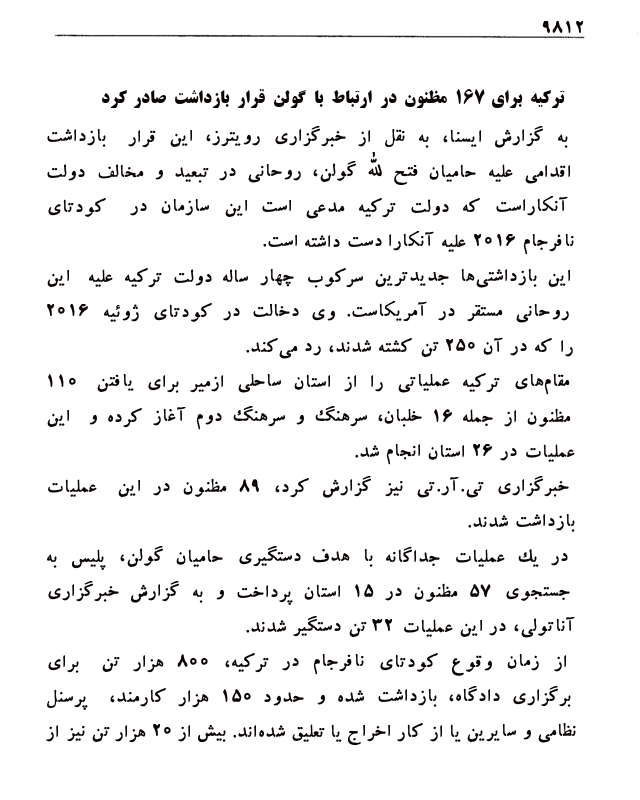 ۹۸۱۲
ترکیه برای ۱۶۷ مظنون در ارتباط با گولن قرار بازداشت صادر کرد
به گزارش ایسنا، به نقل از خبرگزاری رویترز، این قرار بازداشت
اقدامی علیه حامیان فتح الله گولن، روحانی در تبعید و مخالف دولت
آنکاراست که دولت ترکیه مدعی است این سازمان در کودتای
نافرجام ۲۰۱۶ علیه آنکارا دست داشته است.
این بازداشتی‌ها جدیدترین سرکوب چهار ساله دولت ترکیه علیه این
روحانی مستقر در آمریکاست. وی دخالت در کودتای ژوئیه ۲۰۱۶
را که در آن ۲۵۰ تن کشته شدند، رد می‌کند.
مقام‌های ترکیه عملیاتی را از استان ساحلی ازمیر برای یافتن ۱۱۰
مظنون از جمله ۱۶ خلبان، سرهنگ و سرهنگ دوم آغاز کرده و این
عملیات در ۲۶ استان انجام شد.
خبرگزاری تی.آر.تی نیز گزارش کرد، ۸۹ مظنون در این عملیات
بازداشت شدند.
در یك عملیات جداگانه با هدف دستگیری حامیان گولن، پلیس به
جستجوی ۵۷ مظنون در ۱۵ استان پرداخت و به گزارش خبرگزاری
آناتولی، در این عملیات ۳۲ تن دستگیر شدند.
از زمان وقوع کودتای نافرجام در ترکیه، ۸۰۰ هزار تن برای
برگزاری دادگاه، بازداشت شده و حدود ۱۵۰ هزار کارمند، پرسنل
نظامی و سایرین یا از کار اخراج یا تعلیق شده‌اند. بیش از ۲۰ هزار تن نیز از